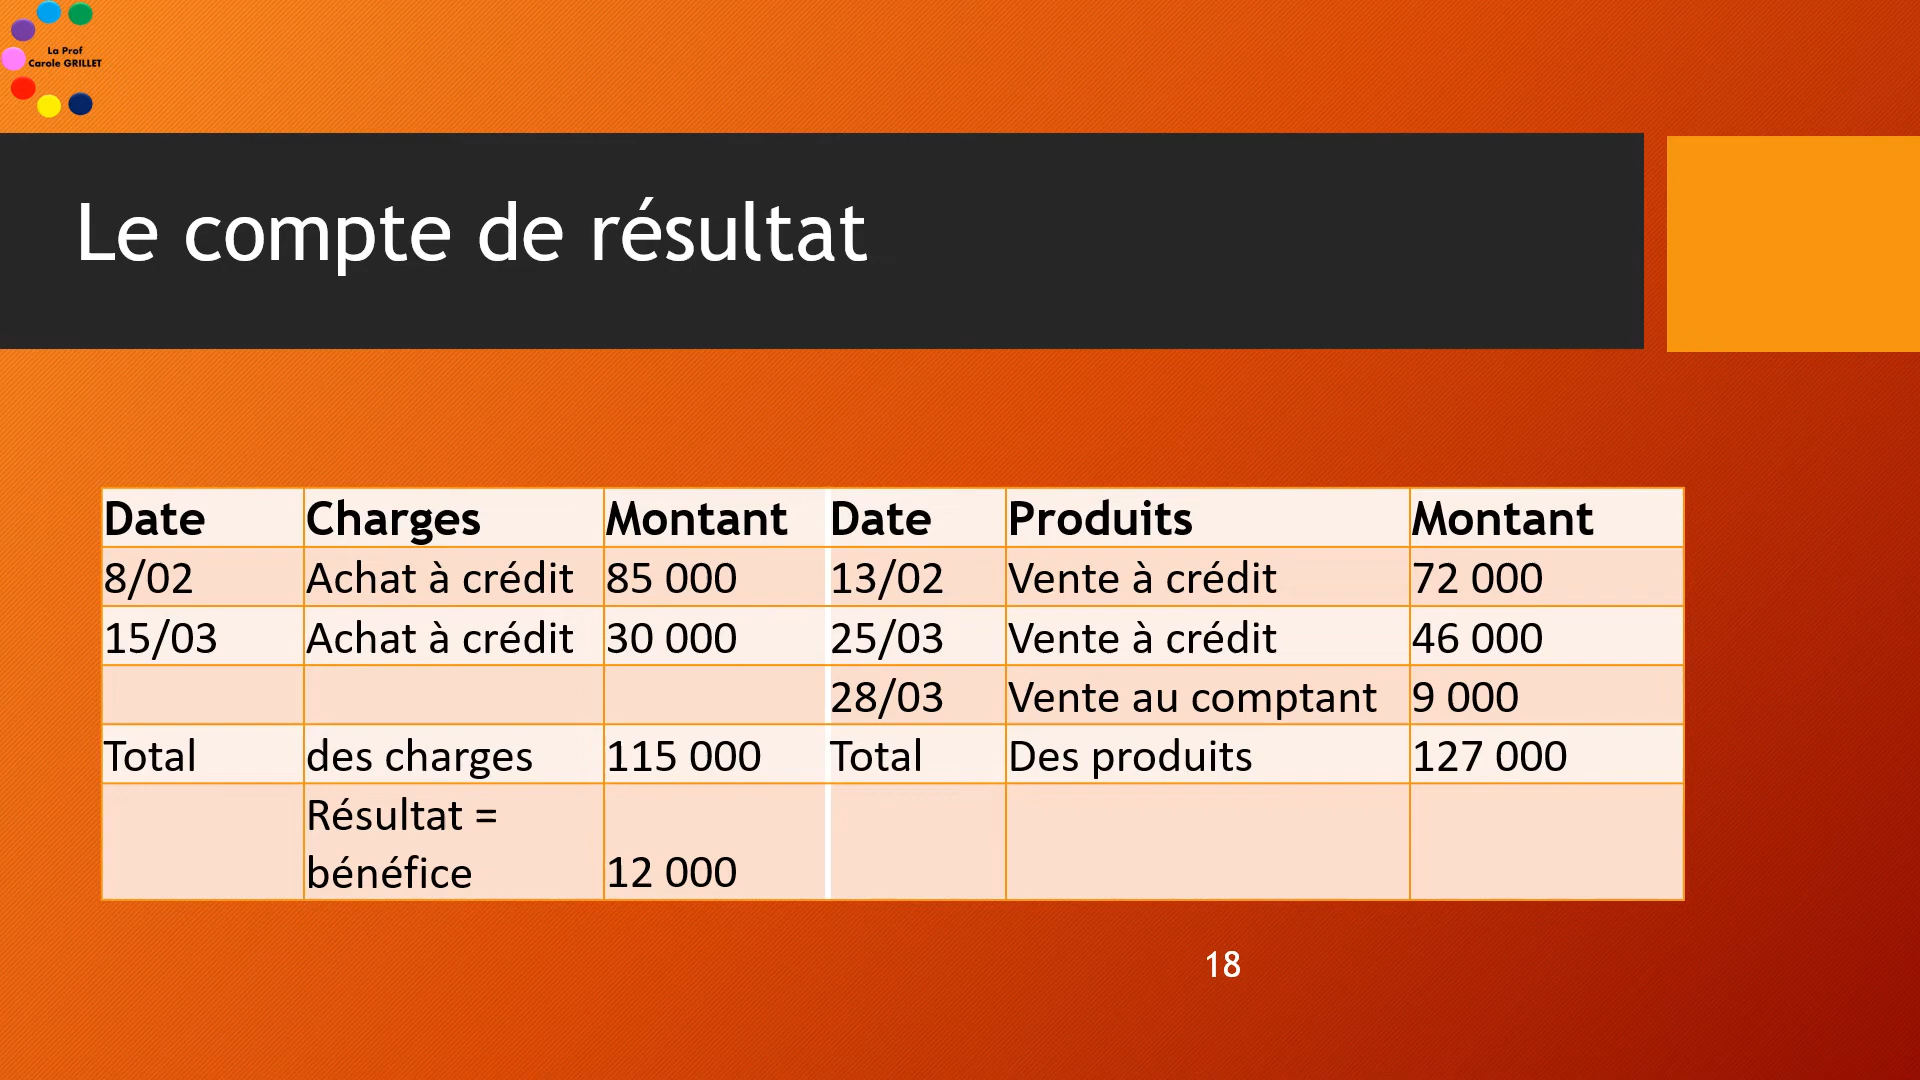 La Prof
Carole GRILLET
Le compte de résultat
Date Charges Montant Date Produits Montant
8/02 Achat à crédit 85 000 13/02 Vente à crédit 72 000
15/03 Achat à crédit 30 000 25/03 Vente à crédit 46 000
28/03 Vente au comptant 9 000
Total des charges 115 000 Total Des produits 127 000
Résultat =
bénéfice 12 000
18